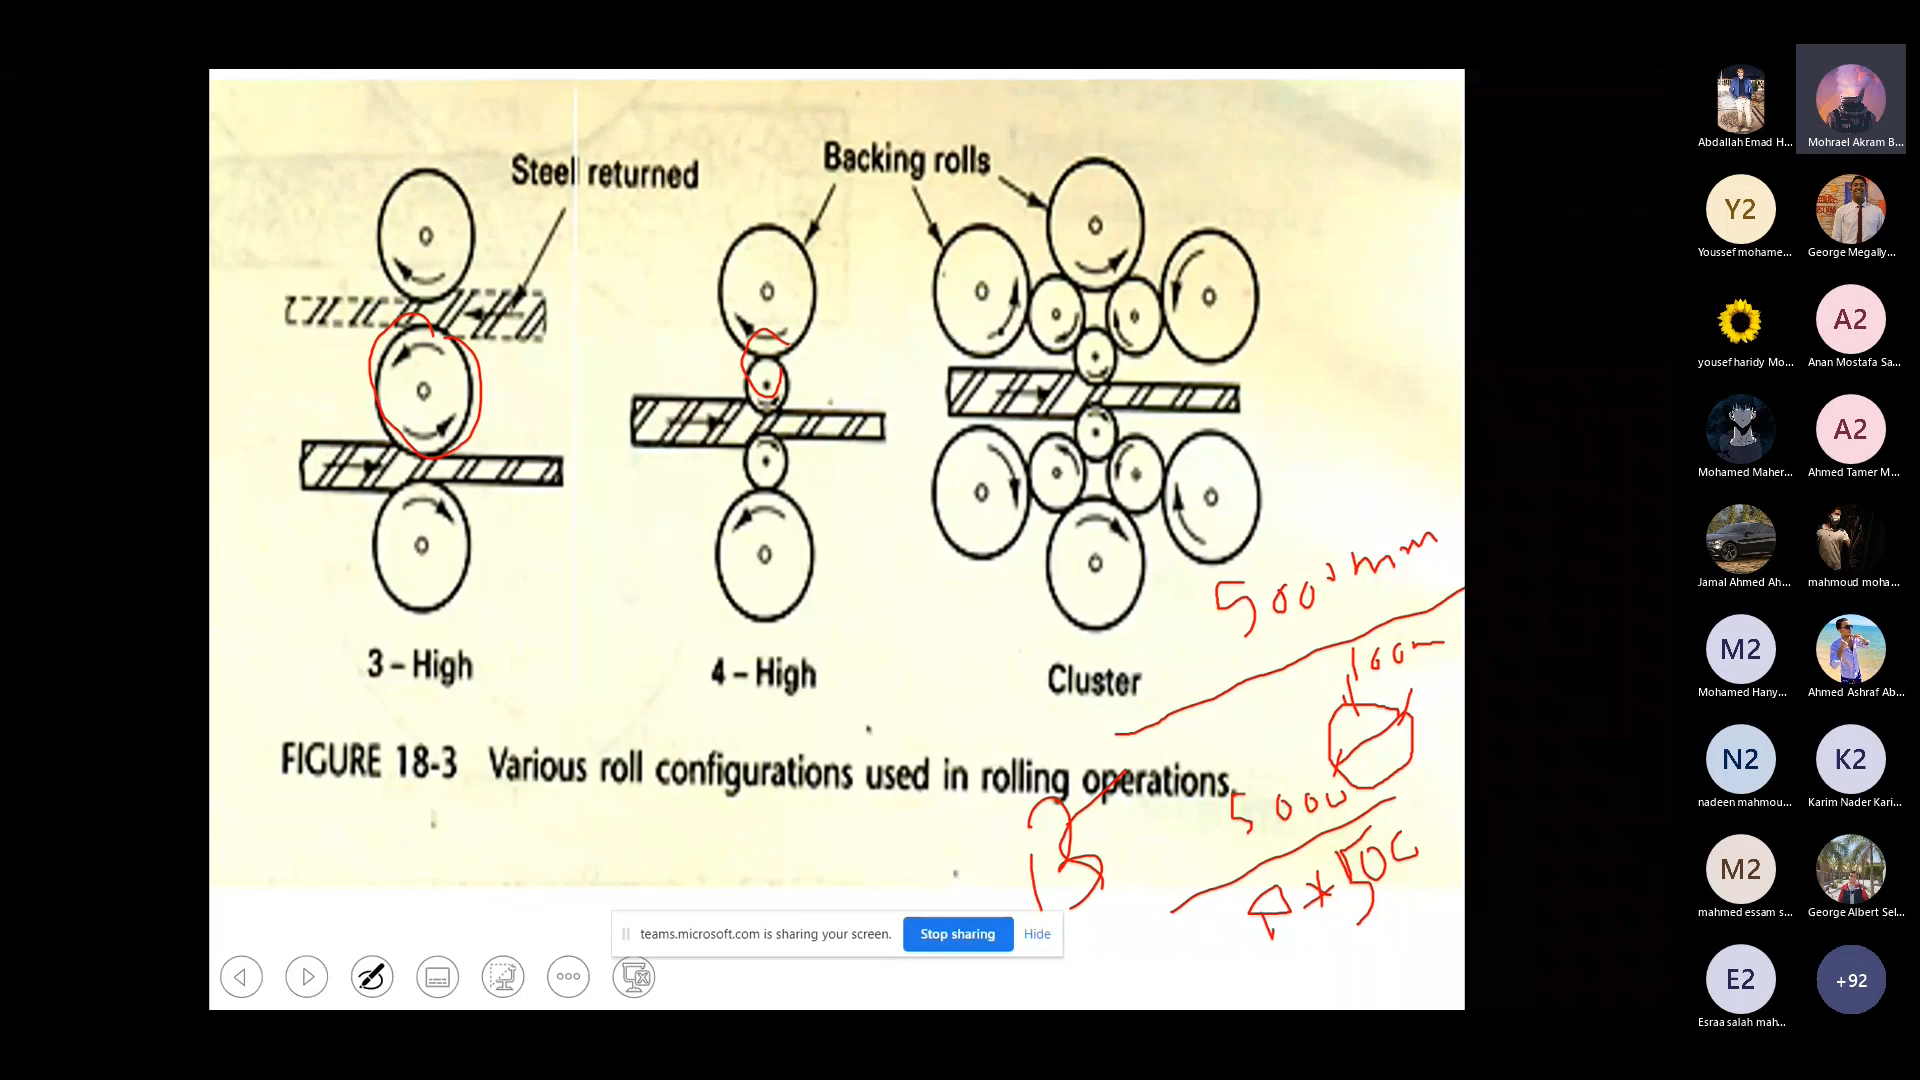 Steel returned
Backing rolls
3 – High
4 – High
Cluster
FIGURE 18-3 Various roll configurations used in rolling operations.
5000 mm
teams.microsoft.com is sharing your screen.
Stop sharing
Hide
Abdallah Emad H...
Mohrael Akram B...
Y2
Youssef mohame...
George Megally...
yousef haridy Mo...
A2
Anan Mostafa Sa...
Mohamed Maher...
A2
Ahmed Tamer M...
Jamal Ahmed Ah...
mahmoud moha...
M2
Mohamed Hany...
Ahmed Ashraf Ab...
N2
nadeen mahmou...
K2
Karim Nader Kari...
M2
mahmed essam s...
George Albert Sel...
E2
Esraa salah mah...
+92